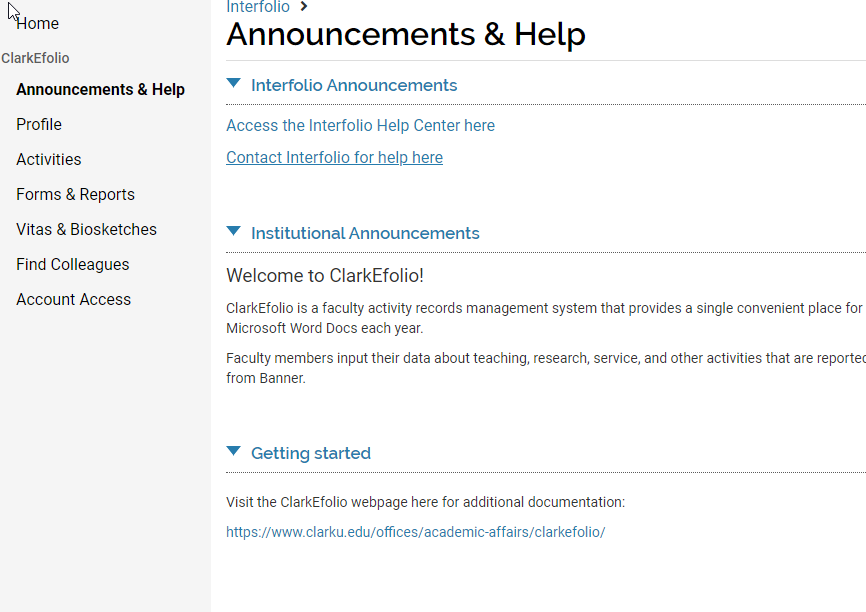 Home
ClarkEfolio
Announcements & Help
Profile
Activities
Forms & Reports
Vitas & Biosketches
Find Colleagues
Account Access
Interfolio >
Announcements & Help
Interfolio Announcements
Access the Interfolio Help Center here
Contact Interfolio for help here
Institutional Announcements
Welcome to ClarkEfolio!
ClarkEfolio is a faculty activity records management system that provides a single convenient place for
Microsoft Word Docs each year.
Faculty members input their data about teaching, research, service, and other activities that are reported
from Banner.
Getting started
Visit the ClarkEfolio webpage here for additional documentation:
https://www.clarku.edu/offices/academic-affairs/clarkefolio/